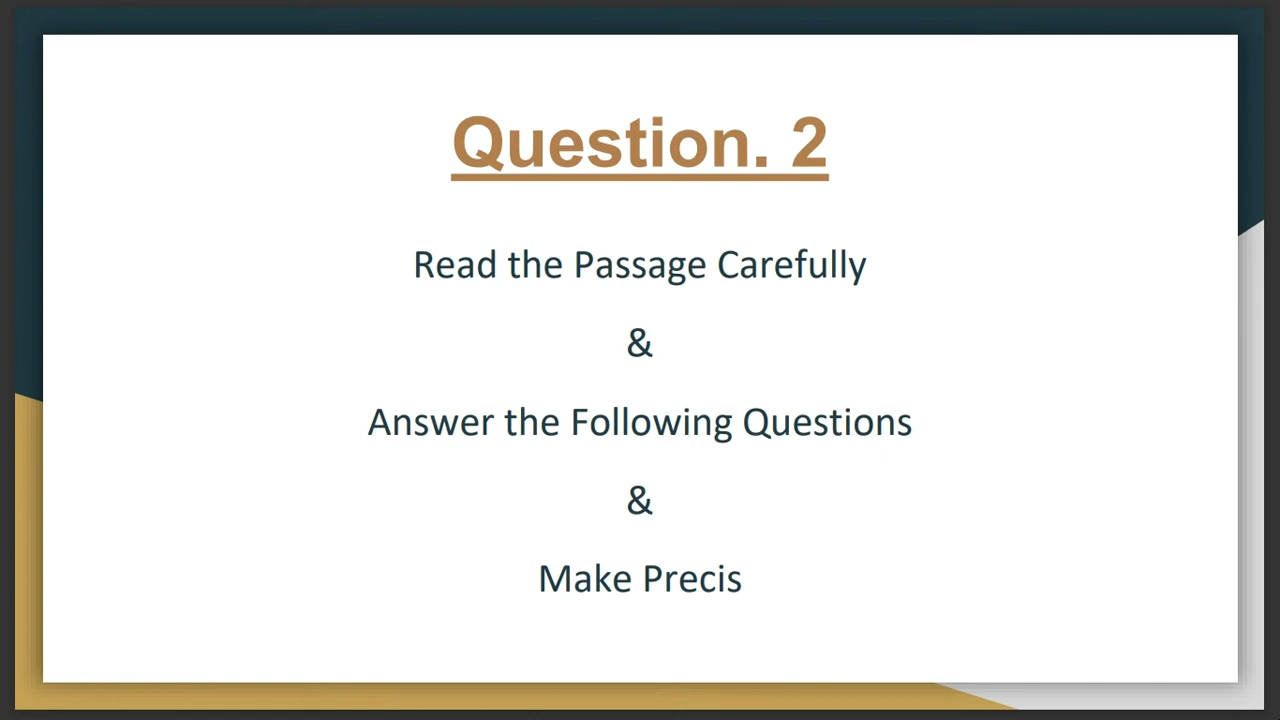 Question. 2
Read the Passage Carefully
&
Answer the Following Questions
&
Make Precis